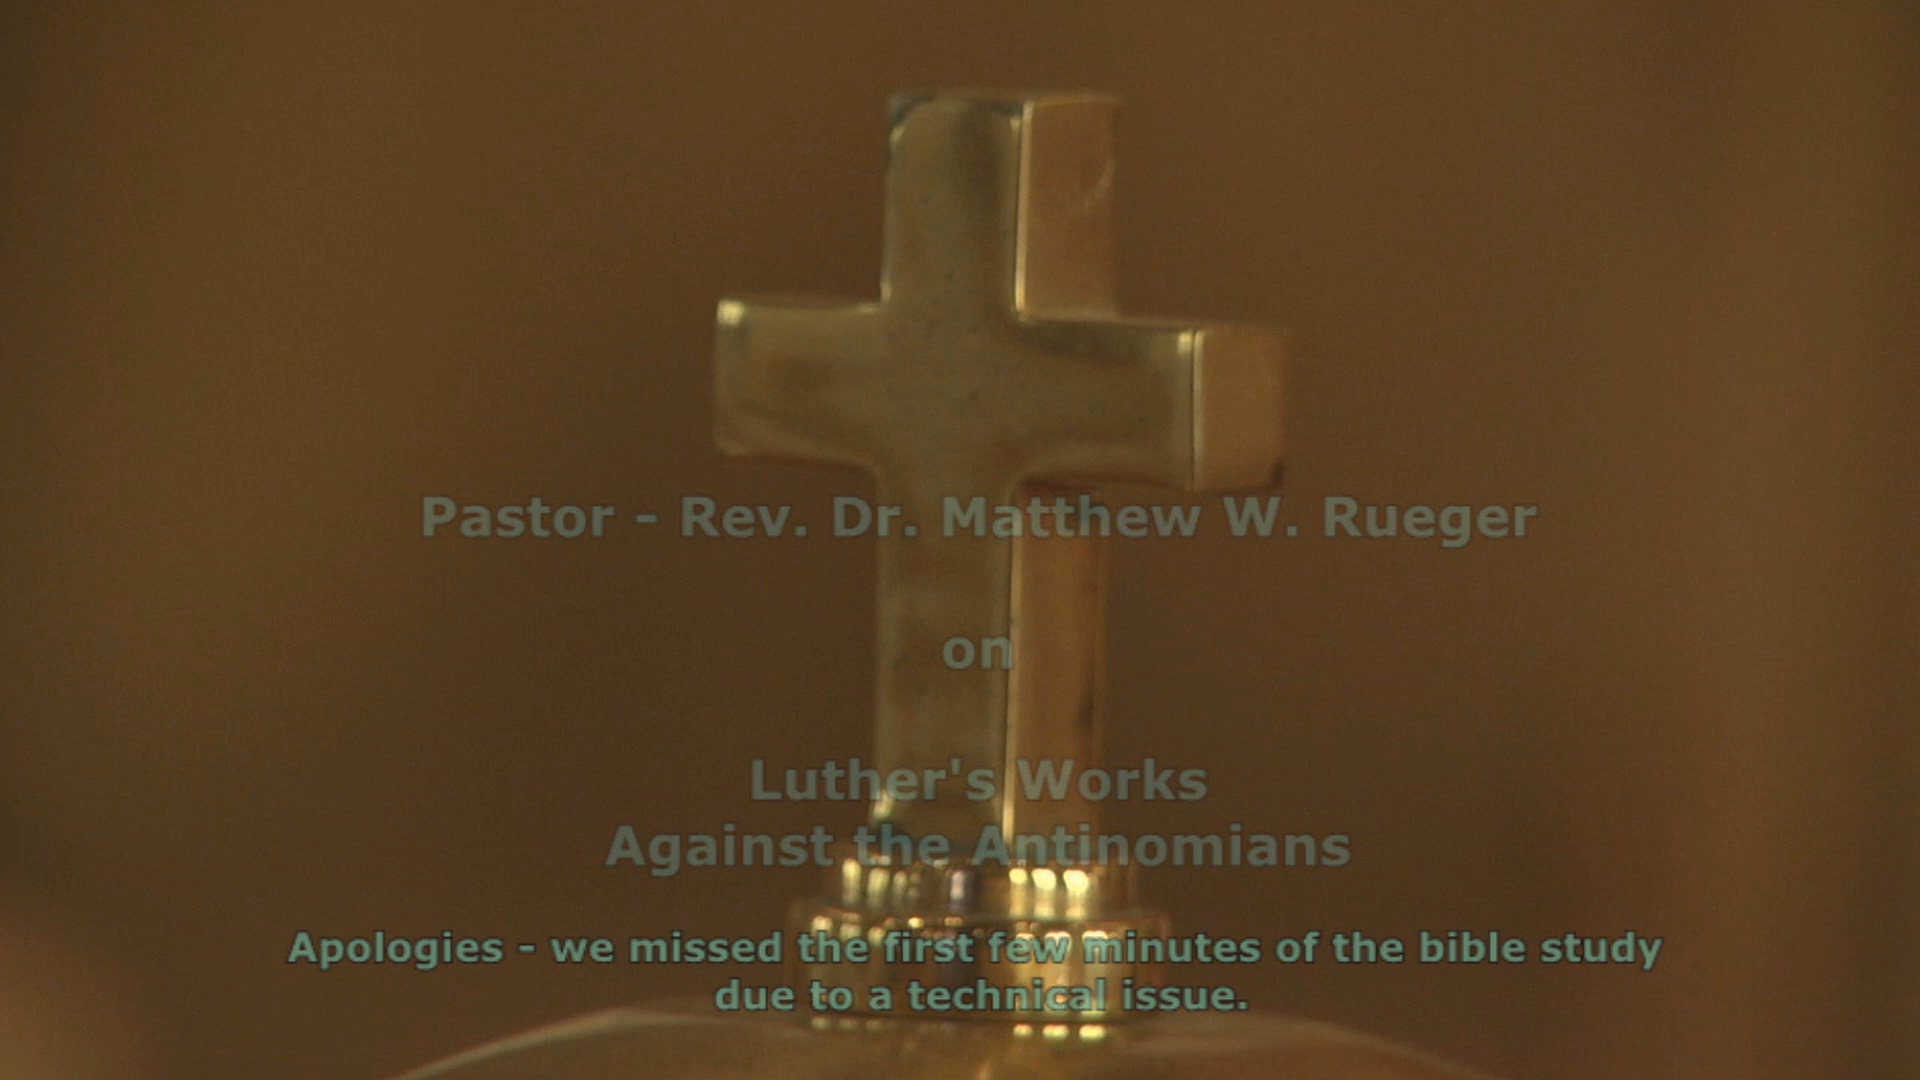 Pastor - Rev. Dr. Matthew W. Rueger
on
Luther's Works
Against the Antinomians
Apologies - we missed the first few minutes of the bible study
due to a technical issue.